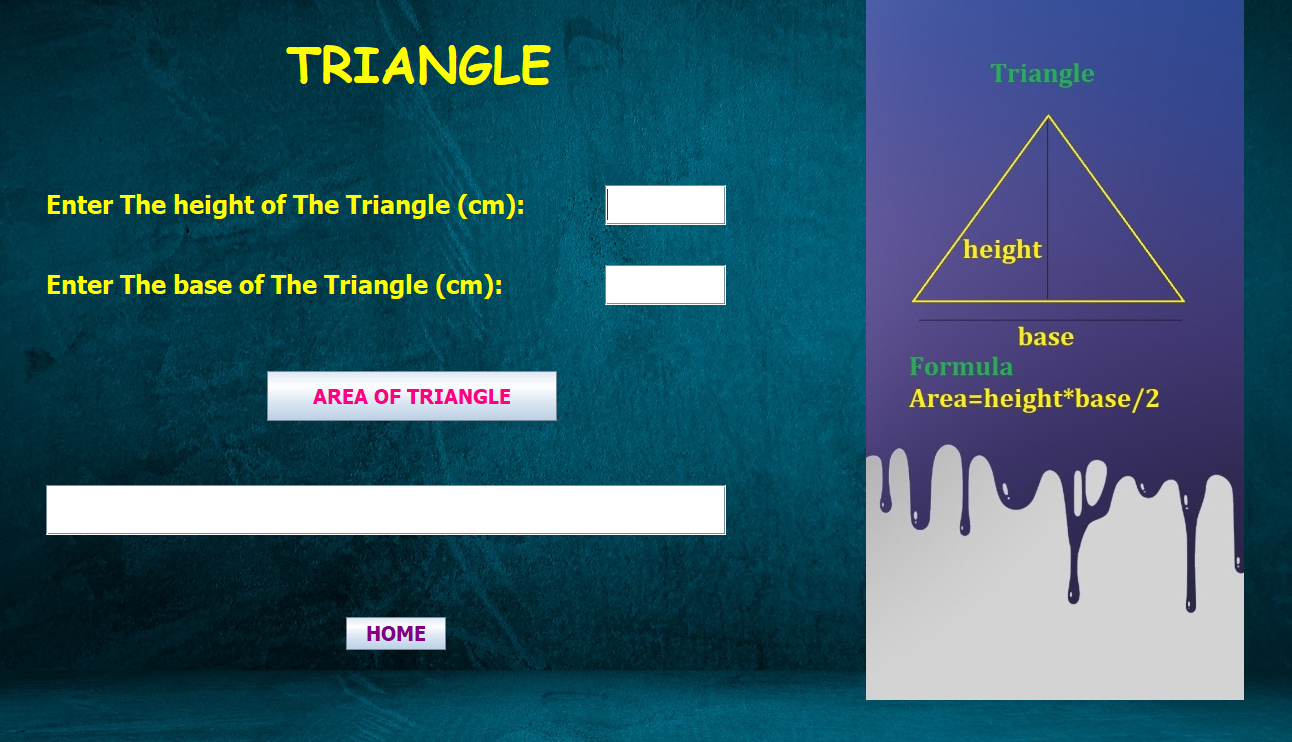 TRIANGLE
Enter The height of The Triangle (cm):
Enter The base of The Triangle (cm):
AREA OF TRIANGLE
HOME
Triangle
height
base
Formula
Area=height*base/2